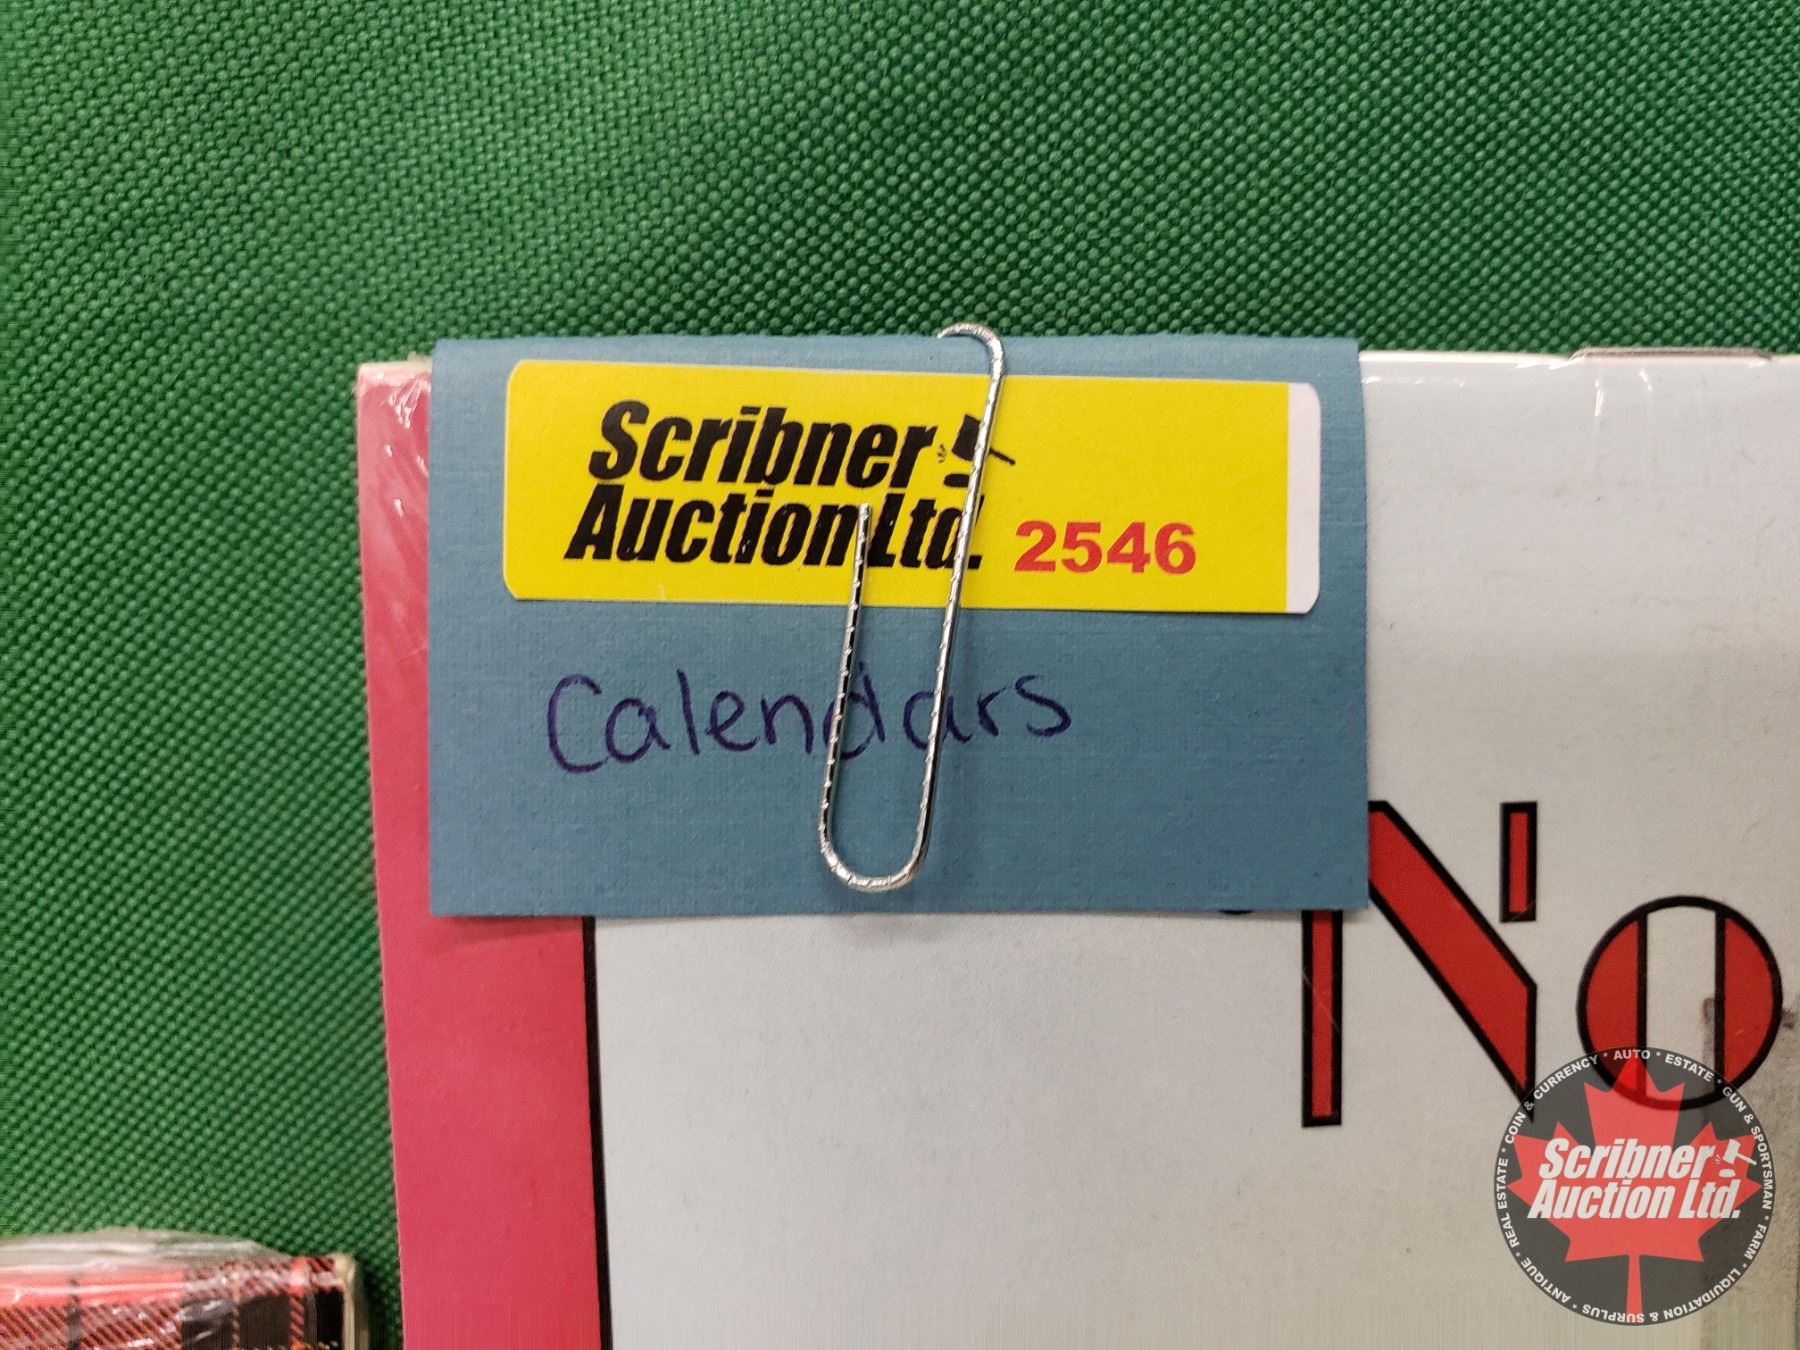 Scribner
Auction Ltd. 2546
Calendars
'No
COIN & CURRENCY * AUTO * ESTATE * GUN & SPORTSMAN * FARM * LIQUIDATION & SURPLUS * ANTIQUE * REAL ESTATE *
Scribner
Auction Ltd.